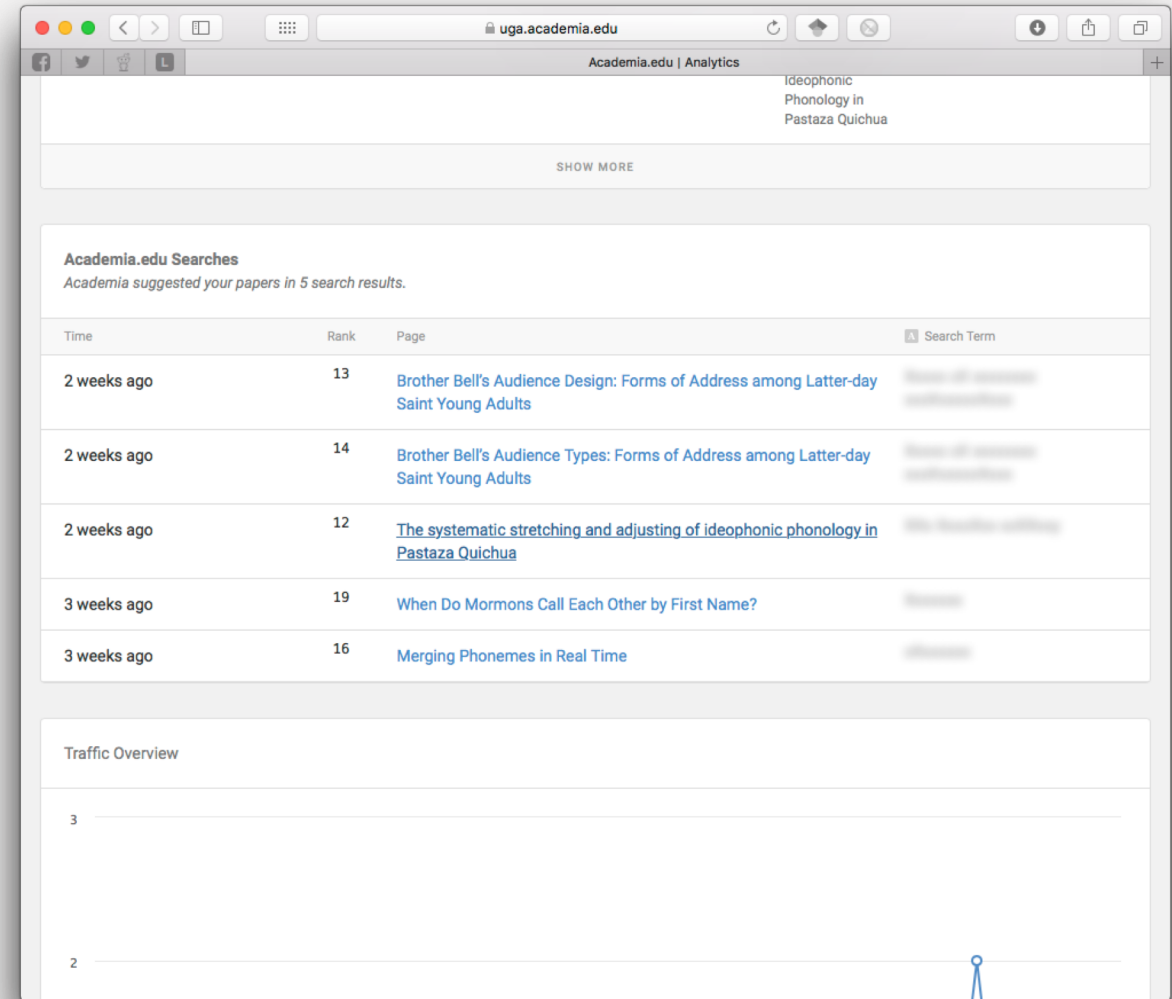 uga.academia.edu
Academia.edu | Analytics
Ideophonic
Phonology in
Pastaza Quichua
SHOW MORE
Academia.edu Searches
Academia suggested your papers in 5 search results.
Time Rank Page Search Term
2 weeks ago 13 Brother Bell's Audience Design: Forms of Address among Latter-day
Saint Young Adults
2 weeks ago 14 Brother Bell's Audience Types: Forms of Address among Latter-day
Saint Young Adults
2 weeks ago 12 The systematic stretching and adjusting of ideophonic phonology in
Pastaza Quichua
3 weeks ago 19 When Do Mormons Call Each Other by First Name?
3 weeks ago 16 Merging Phonemes in Real Time
Traffic Overview
3
2